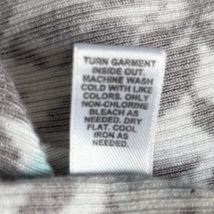 TURN GARMENT
INSIDE OUT.
MACHINE WASH
COLD WITH LIKE
COLORS. ONLY
NON-CHLORINE
BLEACH AS
NEEDED. DRY
FLAT. COOL
IRON AS
NEEDED.